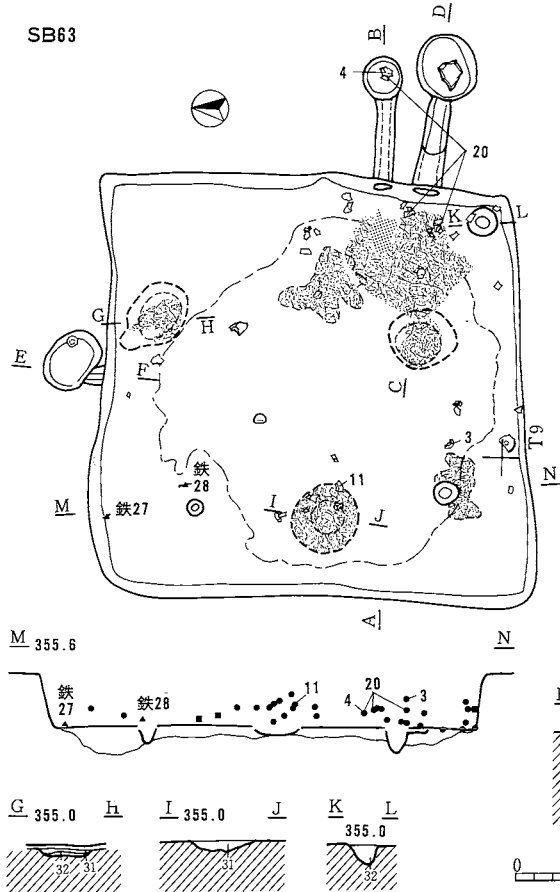 SB63
B D
4
20
K L
G H
E
F C
鉄
28
3
T9
11
M 鉄27 I J N
A
M 355.6 N
鉄
27
鉄28
11
20
4
3
G 355.0 H I 355.0 J K L
355.0
32 31
31
32
0